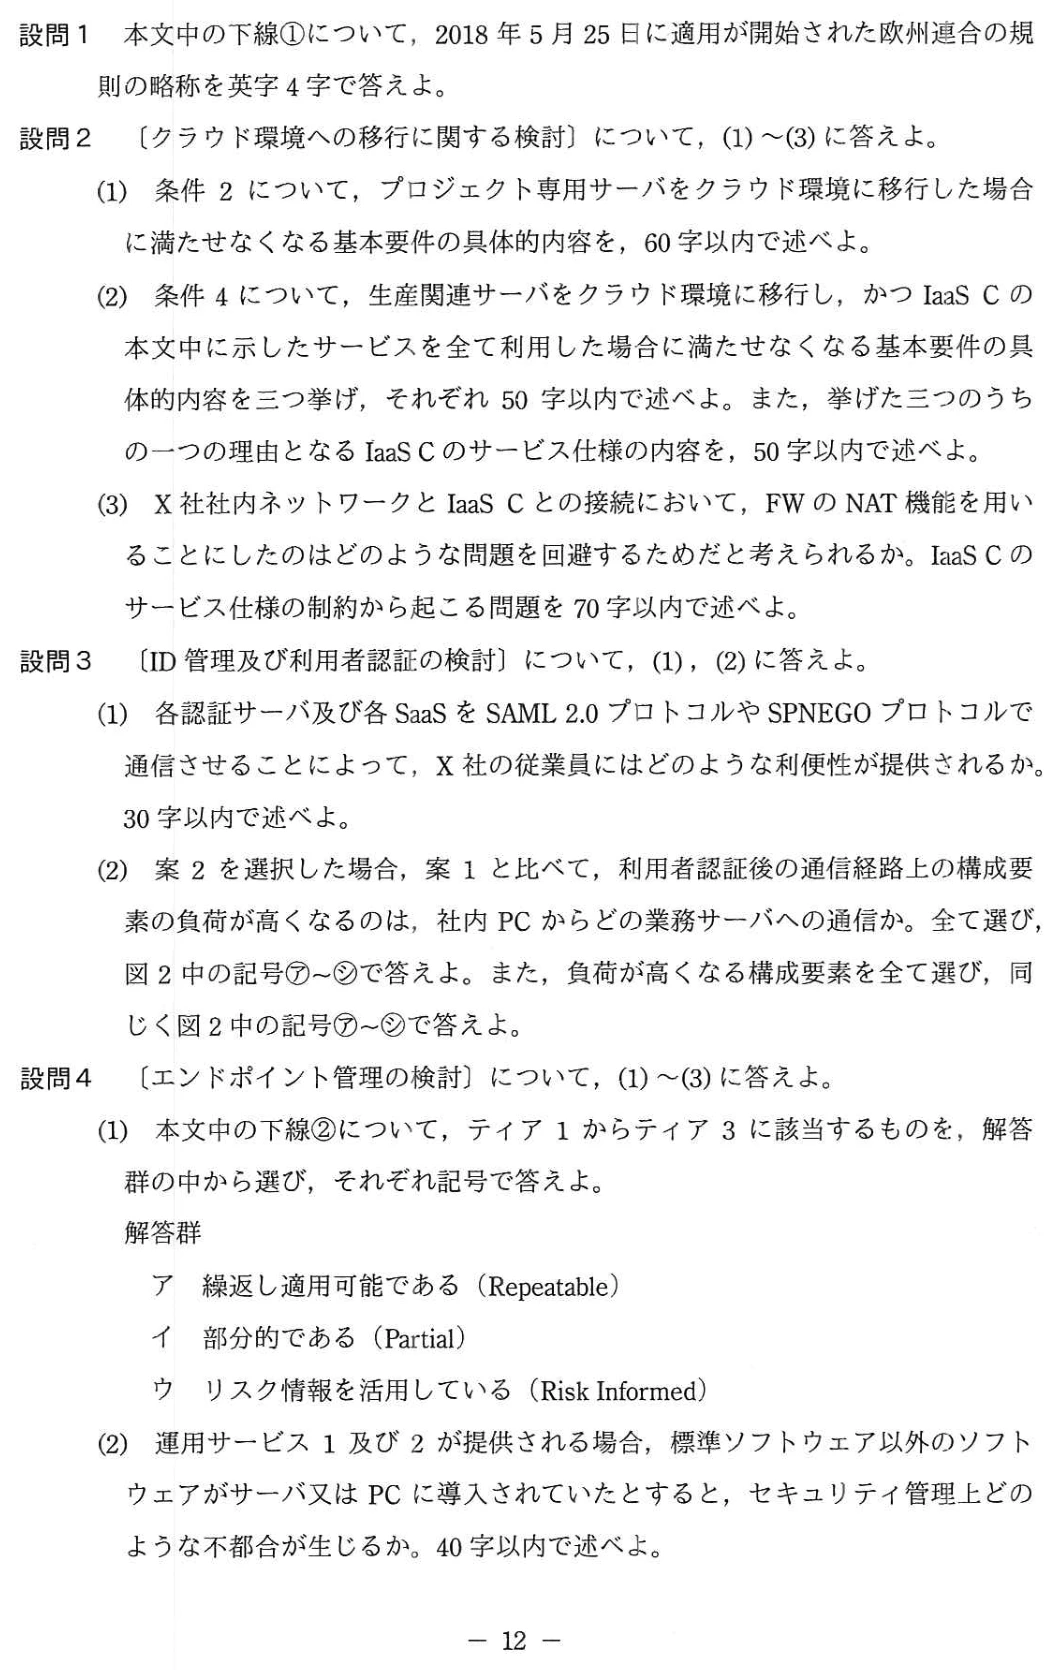 設問1 本文中の下線①について，2018 年 5 月 25 日に適用が開始された欧州連合の規
則の略称を英字 4 字で答えよ。
設問2 〔クラウド環境への移行に関する検討〕について，(1)～(3) に答えよ。
(1) 条件 2 について，プロジェクト専用サーバをクラウド環境に移行した場合
に満たせなくなる基本要件の具体的内容を，60 字以内で述べよ。
(2) 条件 4 について，生産関連サーバをクラウド環境に移行し，かつ IaaS C の
本文中に示したサービスを全て利用した場合に満たせなくなる基本要件の具
体的内容を三つ挙げ，それぞれ 50 字以内で述べよ。また，挙げた三つのうち
の一つの理由となる IaaS C のサービス仕様の内容を，50 字以内で述べよ。
(3) X 社社内ネットワークと IaaS C との接続において，FW の NAT 機能を用い
ることにしたのはどのような問題を回避するためだと考えられるか。IaaS C の
サービス仕様の制約から起こる問題を 70 字以内で述べよ。
設問3 〔ID 管理及び利用者認証の検討〕について，(1)，(2) に答えよ。
(1) 各認証サーバ及び各 SaaS を SAML 2.0 プロトコルや SPNEGO プロトコルで
通信させることによって，X 社の従業員にはどのような利便性が提供されるか。
30 字以内で述べよ。
(2) 案 2 を選択した場合，案 1 と比べて，利用者認証後の通信経路上の構成要
素の負荷が高くなるのは，社内 PC からどの業務サーバへの通信か。全て選び，
図 2 中の記号㋐～㋛で答えよ。また，負荷が高くなる構成要素を全て選び，同
じく図 2 中の記号㋐～㋛で答えよ。
設問4 〔エンドポイント管理の検討〕について，(1)～(3) に答えよ。
(1) 本文中の下線②について，ティア 1 からティア 3 に該当するものを，解答
群の中から選び，それぞれ記号で答えよ。
解答群
ア 繰返し適用可能である（Repeatable）
イ 部分的である（Partial）
ウ リスク情報を活用している（Risk Informed）
(2) 運用サービス 1 及び 2 が提供される場合，標準ソフトウェア以外のソフト
ウェアがサーバ又は PC に導入されていたとすると，セキュリティ管理上どの
ような不都合が生じるか。40 字以内で述べよ。
－ 12 －